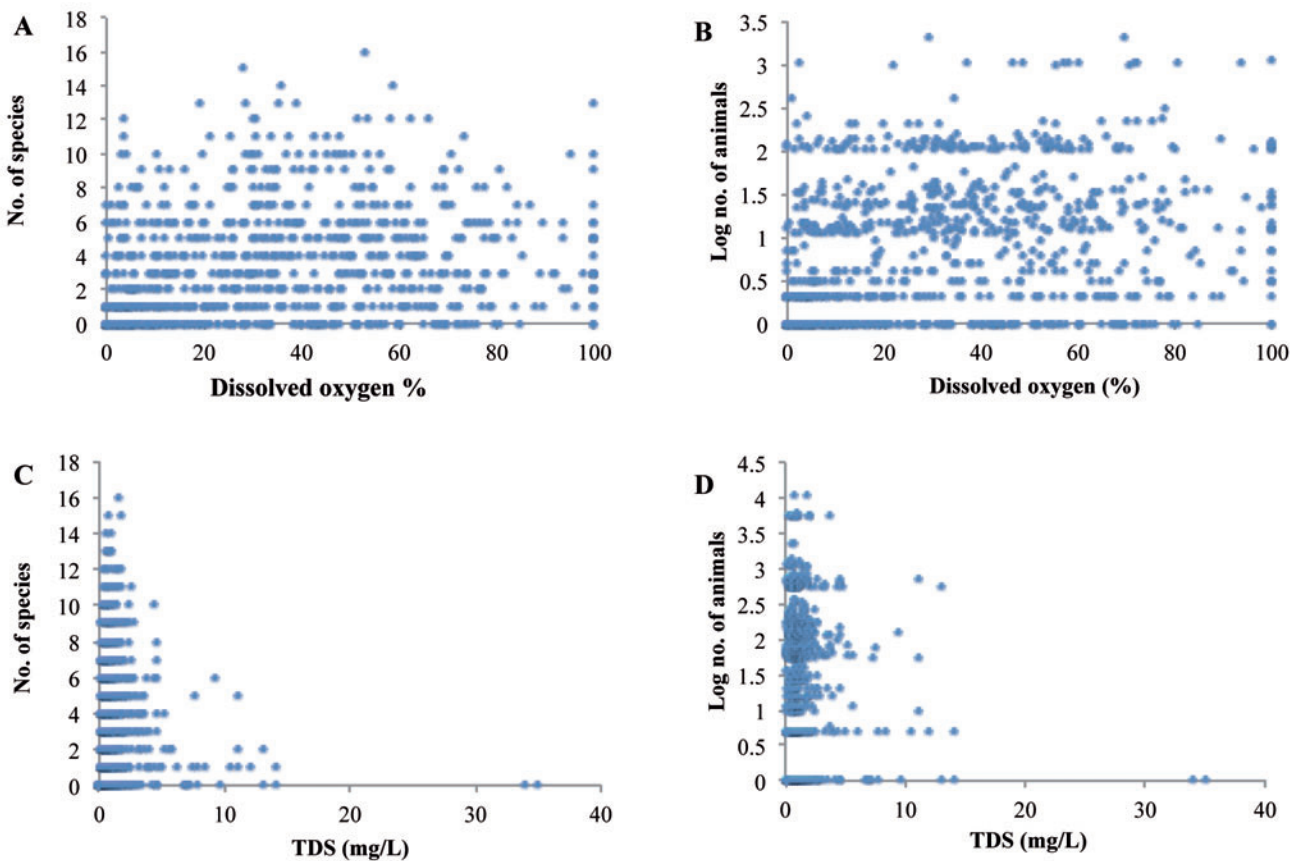 A
No. of species
18
16
14
12
10
8
6
4
2
0
0 20 40 60 80 100
Dissolved oxygen %
B
Log no. of animals
3.5
3
2.5
2
1.5
1
0.5
0
0 20 40 60 80 100
Dissolved oxygen (%)
C
No. of species
18
16
14
12
10
8
6
4
2
0
0 10 20 30 40
TDS (mg/L)
D
Log no. of animals
4.5
4
3.5
3
2.5
2
1.5
1
0.5
0
0 10 20 30 40
TDS (mg/L)